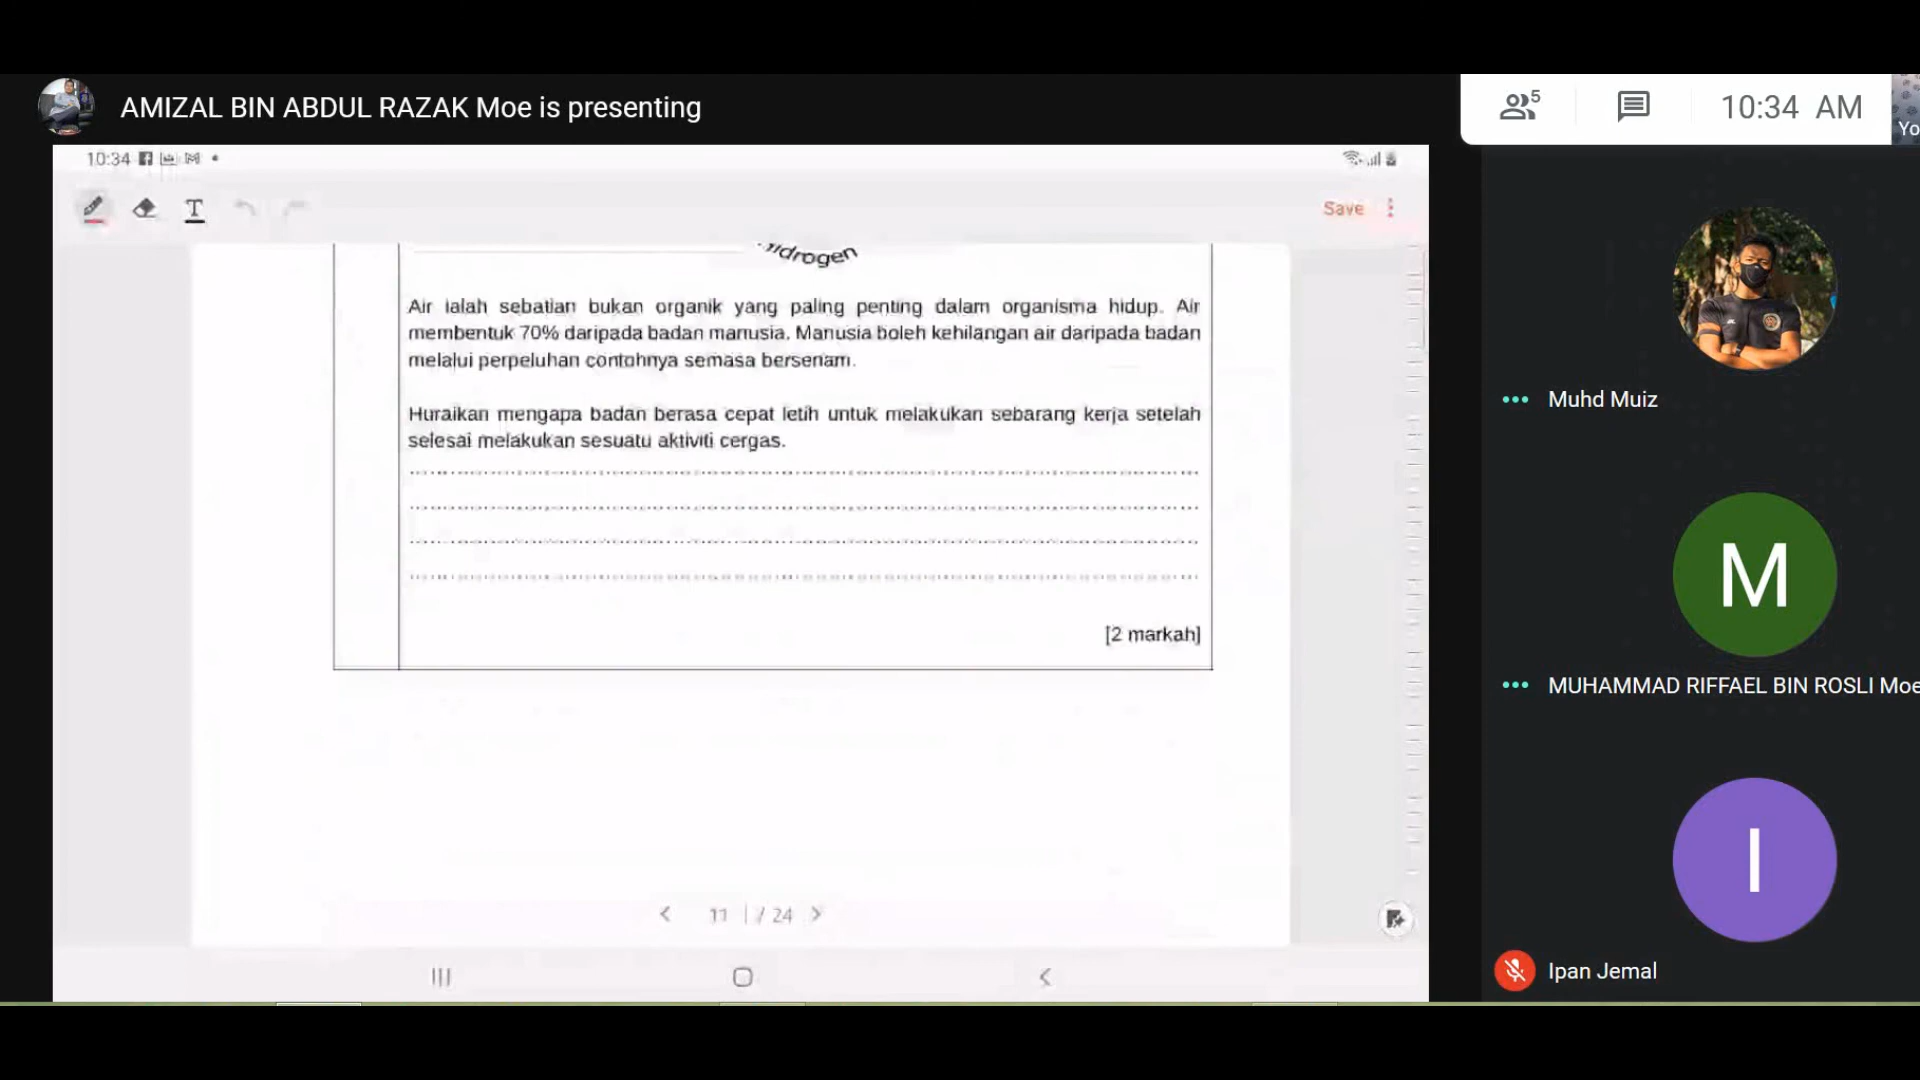 AMIZAL BIN ABDUL RAZAK Moe is presenting
5
10:34 AM
Yo
10:34
T
Save
hidrogen
Air ialah sebatian bukan organik yang paling penting dalam organisma hidup. Air
membentuk 70% daripada badan manusia. Manusia boleh kehilangan air daripada badan
melalui perpeluhan contohnya semasa bersenam.
Huraikan mengapa badan berasa cepat letih untuk melakukan sebarang kerja setelah
selesai melakukan sesuatu aktiviti cergas.
[2 markah]
11 / 24
Muhd Muiz
M
MUHAMMAD RIFFAEL BIN ROSLI Moe
I
Ipan Jemal